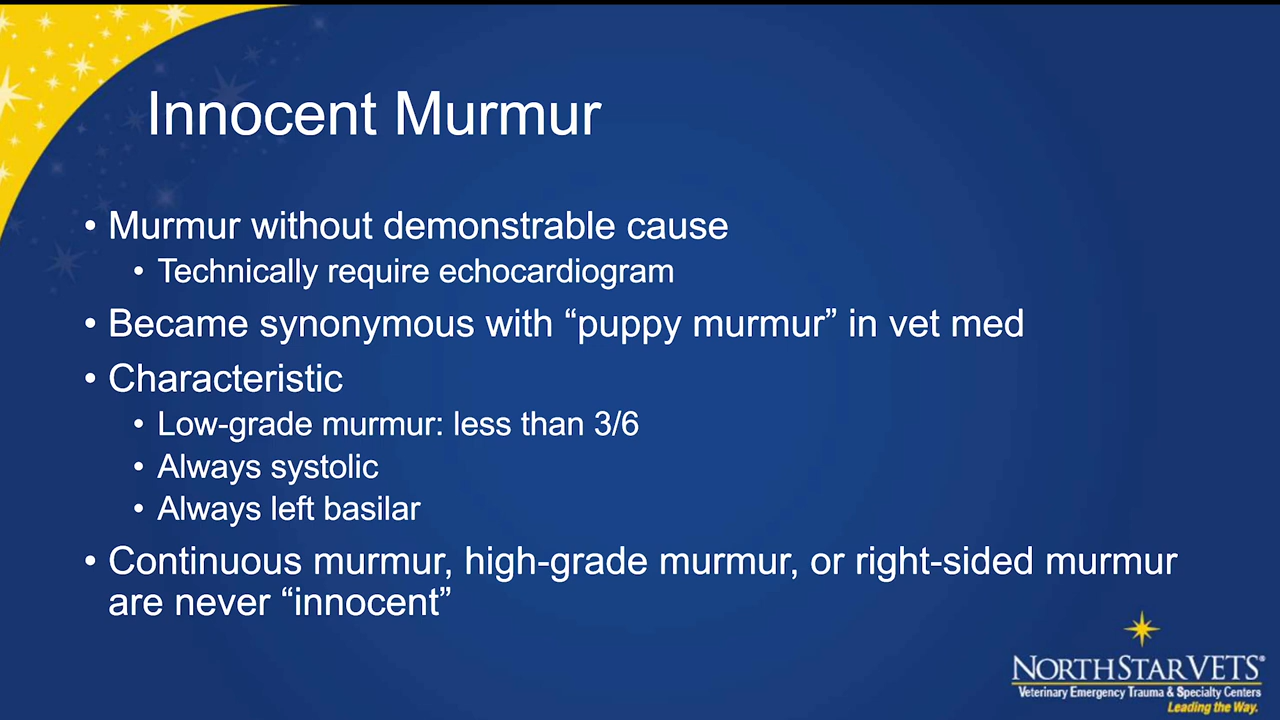 Innocent Murmur
• Murmur without demonstrable cause
• Technically require echocardiogram
• Became synonymous with “puppy murmur” in vet med
• Characteristic
• Low-grade murmur: less than 3/6
• Always systolic
• Always left basilar
• Continuous murmur, high-grade murmur, or right-sided murmur
are never “innocent”
NORTHSTARVETS®
Veterinary Emergency Trauma & Specialty Centers
Leading the Way.